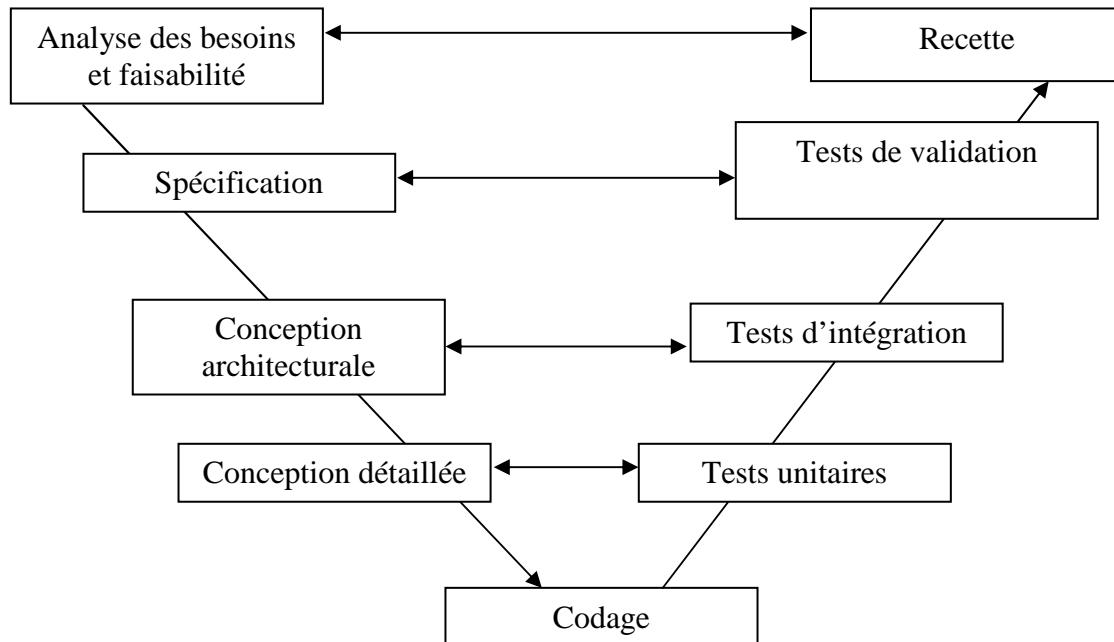 Analyse des besoins
et faisabilité
Recette
Tests de validation
Spécification
Conception
architecturale
Tests d’intégration
Conception détaillée
Tests unitaires
Codage